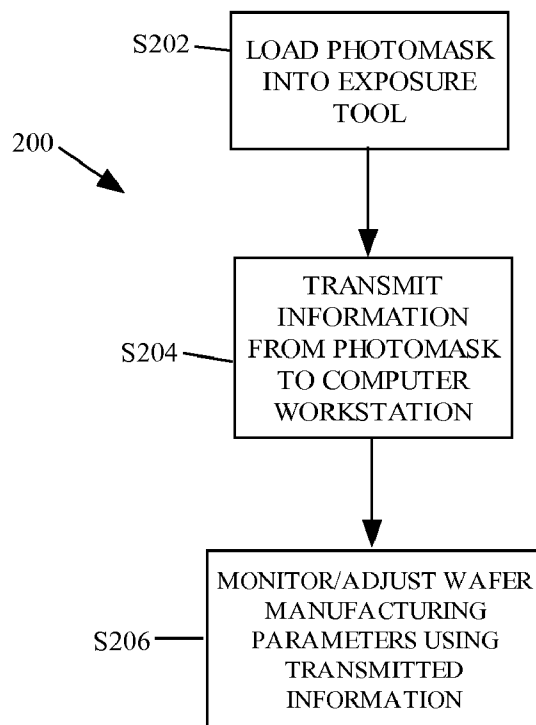 S202
LOAD PHOTOMASK
INTO EXPOSURE
TOOL
200
S204
TRANSMIT
INFORMATION
FROM PHOTOMASK
TO COMPUTER
WORKSTATION
S206
MONITOR/ADJUST WAFER
MANUFACTURING
PARAMETERS USING
TRANSMITTED
INFORMATION